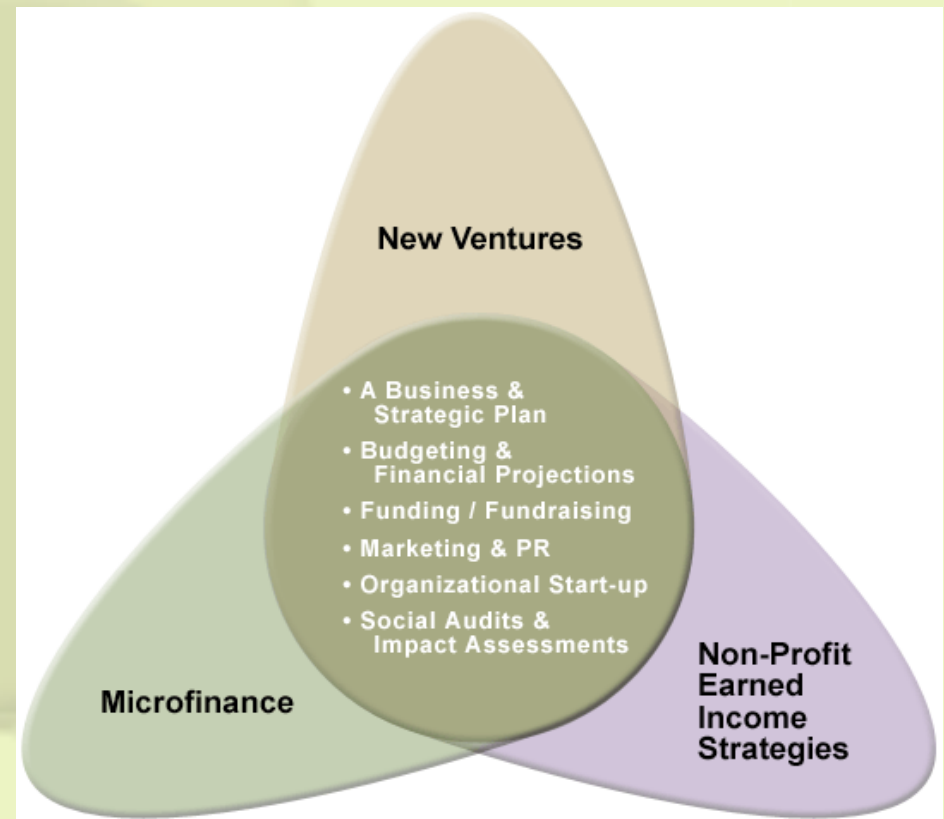 New Ventures
• A Business &
Strategic Plan
• Budgeting &
Financial Projections
• Funding / Fundraising
• Marketing & PR
• Organizational Start-up
• Social Audits &
Impact Assessments
Microfinance
Non-Profit
Earned
Income
Strategies